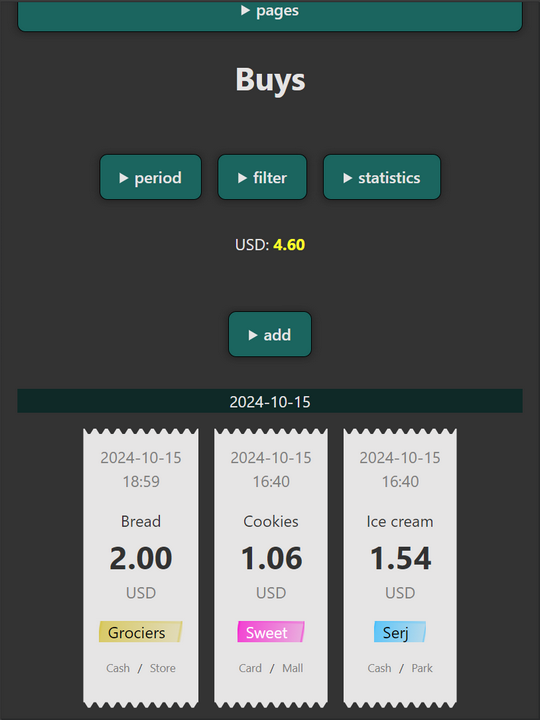 pages
Buys
period filter statistics
USD: 4.60
add
2024-10-15
2024-10-15
18:59
Bread
2.00
USD
Grociers
Cash / Store
2024-10-15
16:40
Cookies
1.06
USD
Sweet
Card / Mall
2024-10-15
16:40
Ice cream
1.54
USD
Serj
Cash / Park